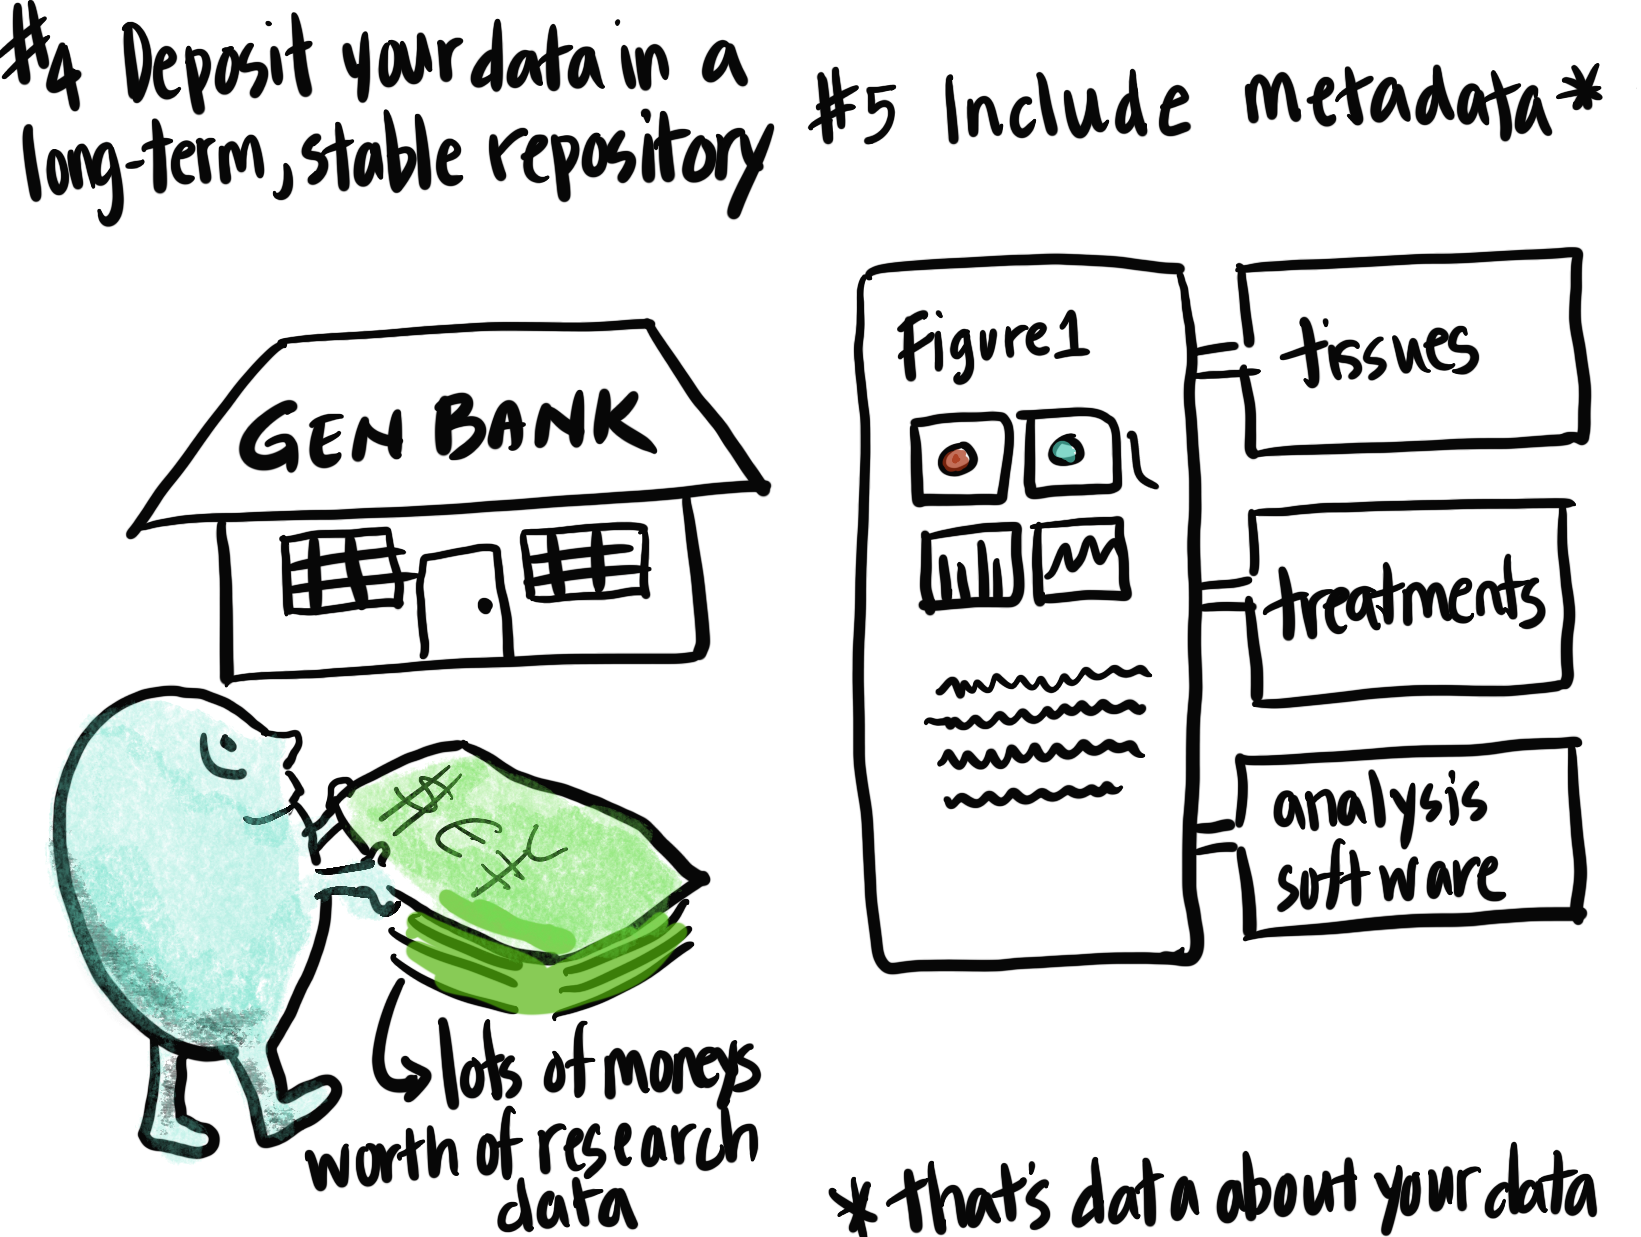 #4 Deposit your data in a
long-term, stable repository
GEN BANK
$ € ¥
lots of moneys
worth of research
data
#5 Include metadata*
Figure 1
tissues
treatments
analysis
software
*that's data about your data